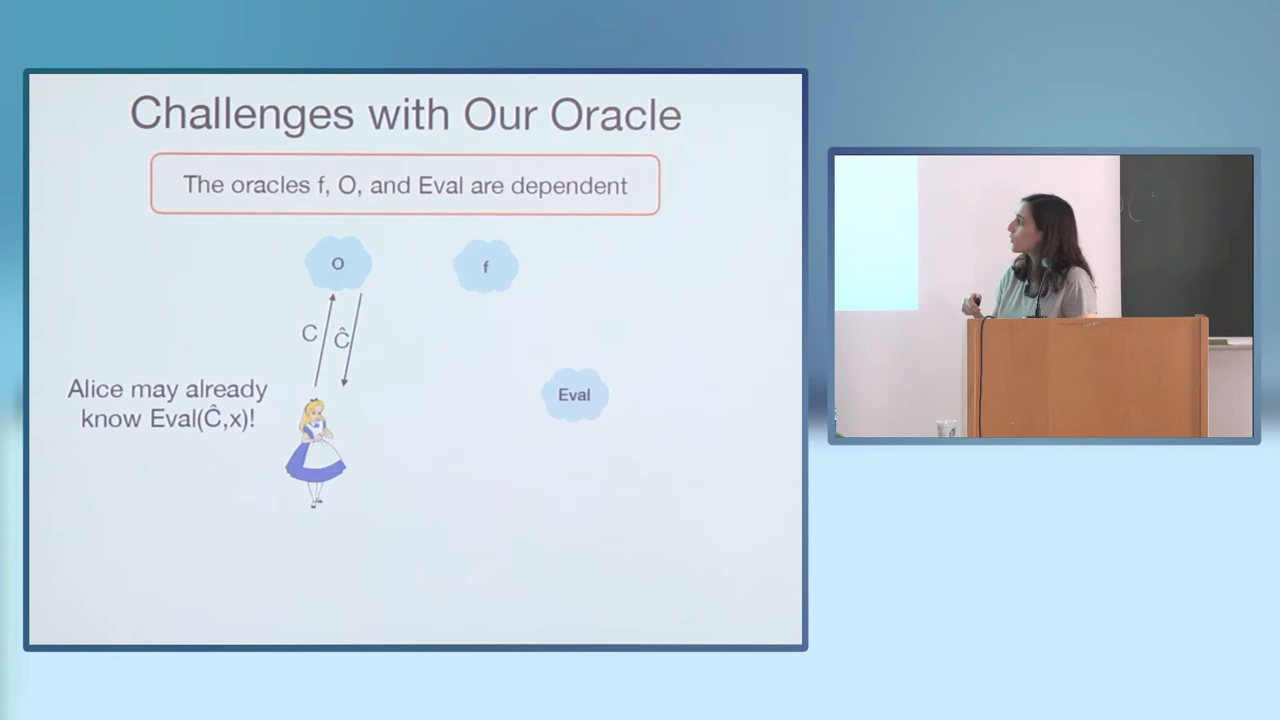 Challenges with Our Oracle
The oracles f, O, and Eval are dependent
O
f
C
Ĉ
Alice may already
know Eval(Ĉ,x)!
Eval